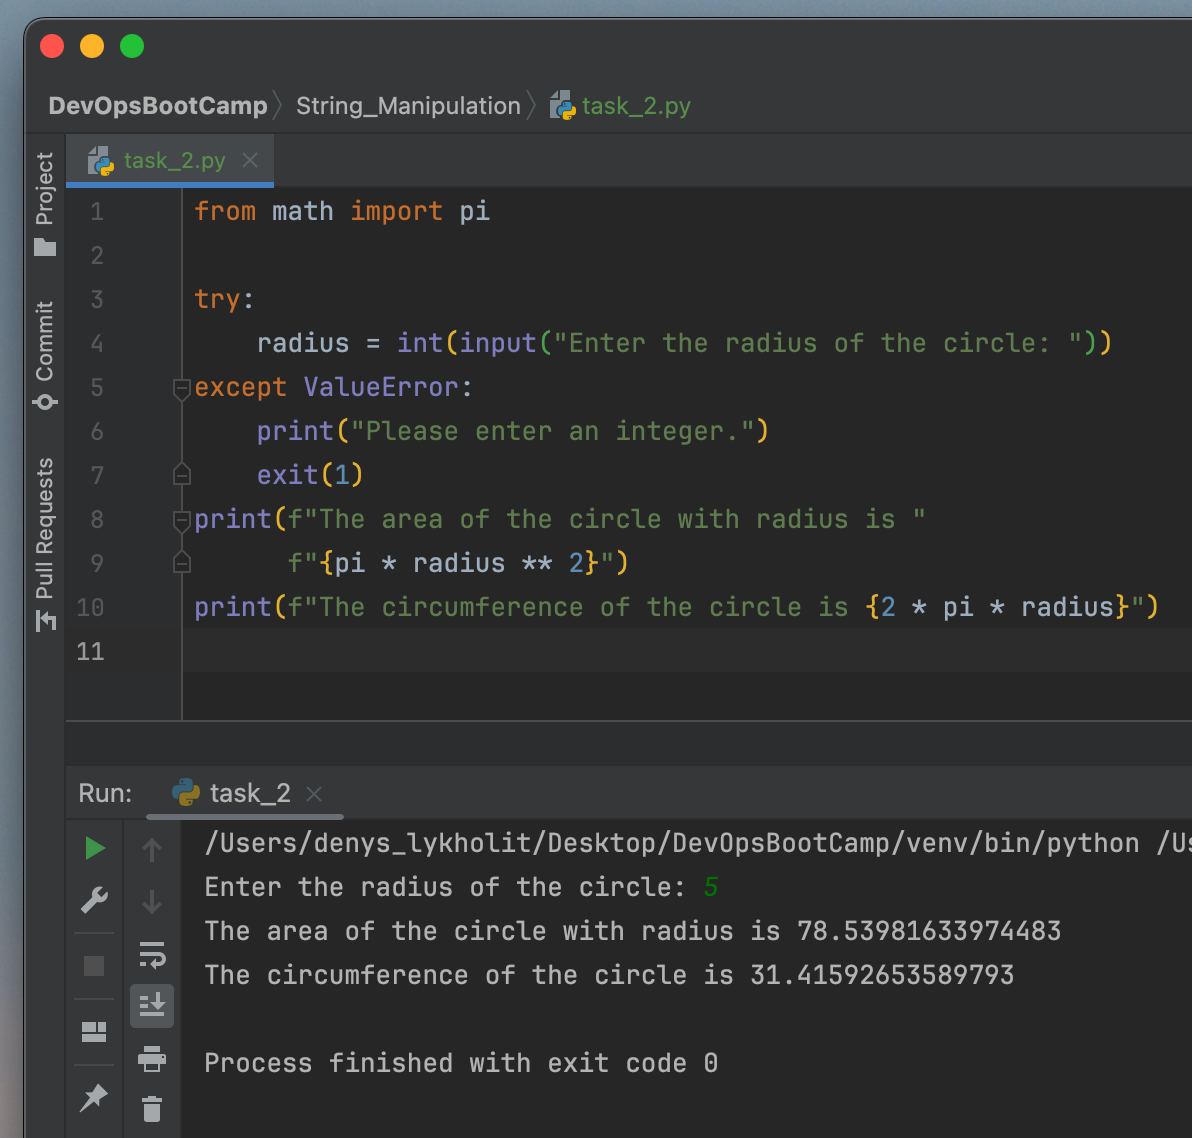 DevOpsBootCamp String_Manipulation task_2.py
task_2.py
Project
Commit
Pull Requests
1 from math import pi
2
3 try:
4     radius = int(input("Enter the radius of the circle: "))
5 except ValueError:
6     print("Please enter an integer.")
7     exit(1)
8 print(f"The area of the circle with radius is "
9       f"{pi * radius ** 2}")
10 print(f"The circumference of the circle is {2 * pi * radius}")
11
Run: task_2
/Users/denys_lykholit/Desktop/DevOpsBootCamp/venv/bin/python
Enter the radius of the circle: 5
The area of the circle with radius is 78.53981633974483
The circumference of the circle is 31.41592653589793
Process finished with exit code 0